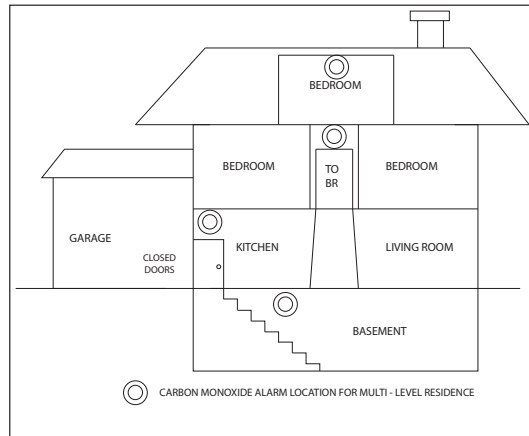 BEDROOM
BEDROOM
TO
BR
BEDROOM
GARAGE
CLOSED
DOORS
KITCHEN
LIVING ROOM
BASEMENT
CARBON MONOXIDE ALARM LOCATION FOR MULTI - LEVEL RESIDENCE